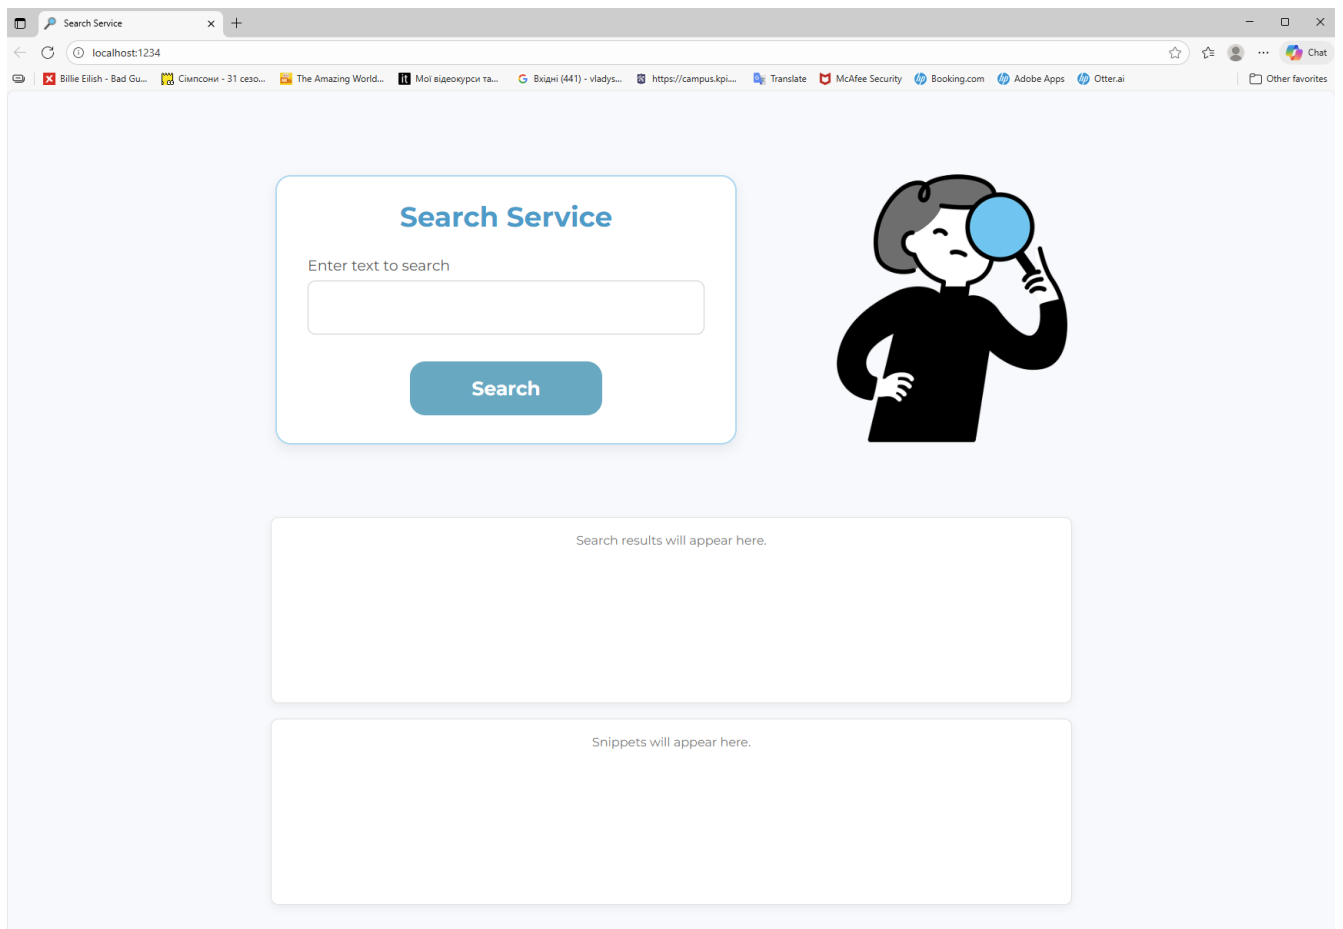 Search Service
localhost:1234
Chat
Billie Eilish - Bad Gu... Сімпсони - 31 сезо... The Amazing World... Мої відеокурси та... Вхідні (441) - vladys... https://campus.kpi.... Translate McAfee Security Booking.com Adobe Apps Otter.ai Other favorites
Search Service
Enter text to search
Search
Search results will appear here.
Snippets will appear here.